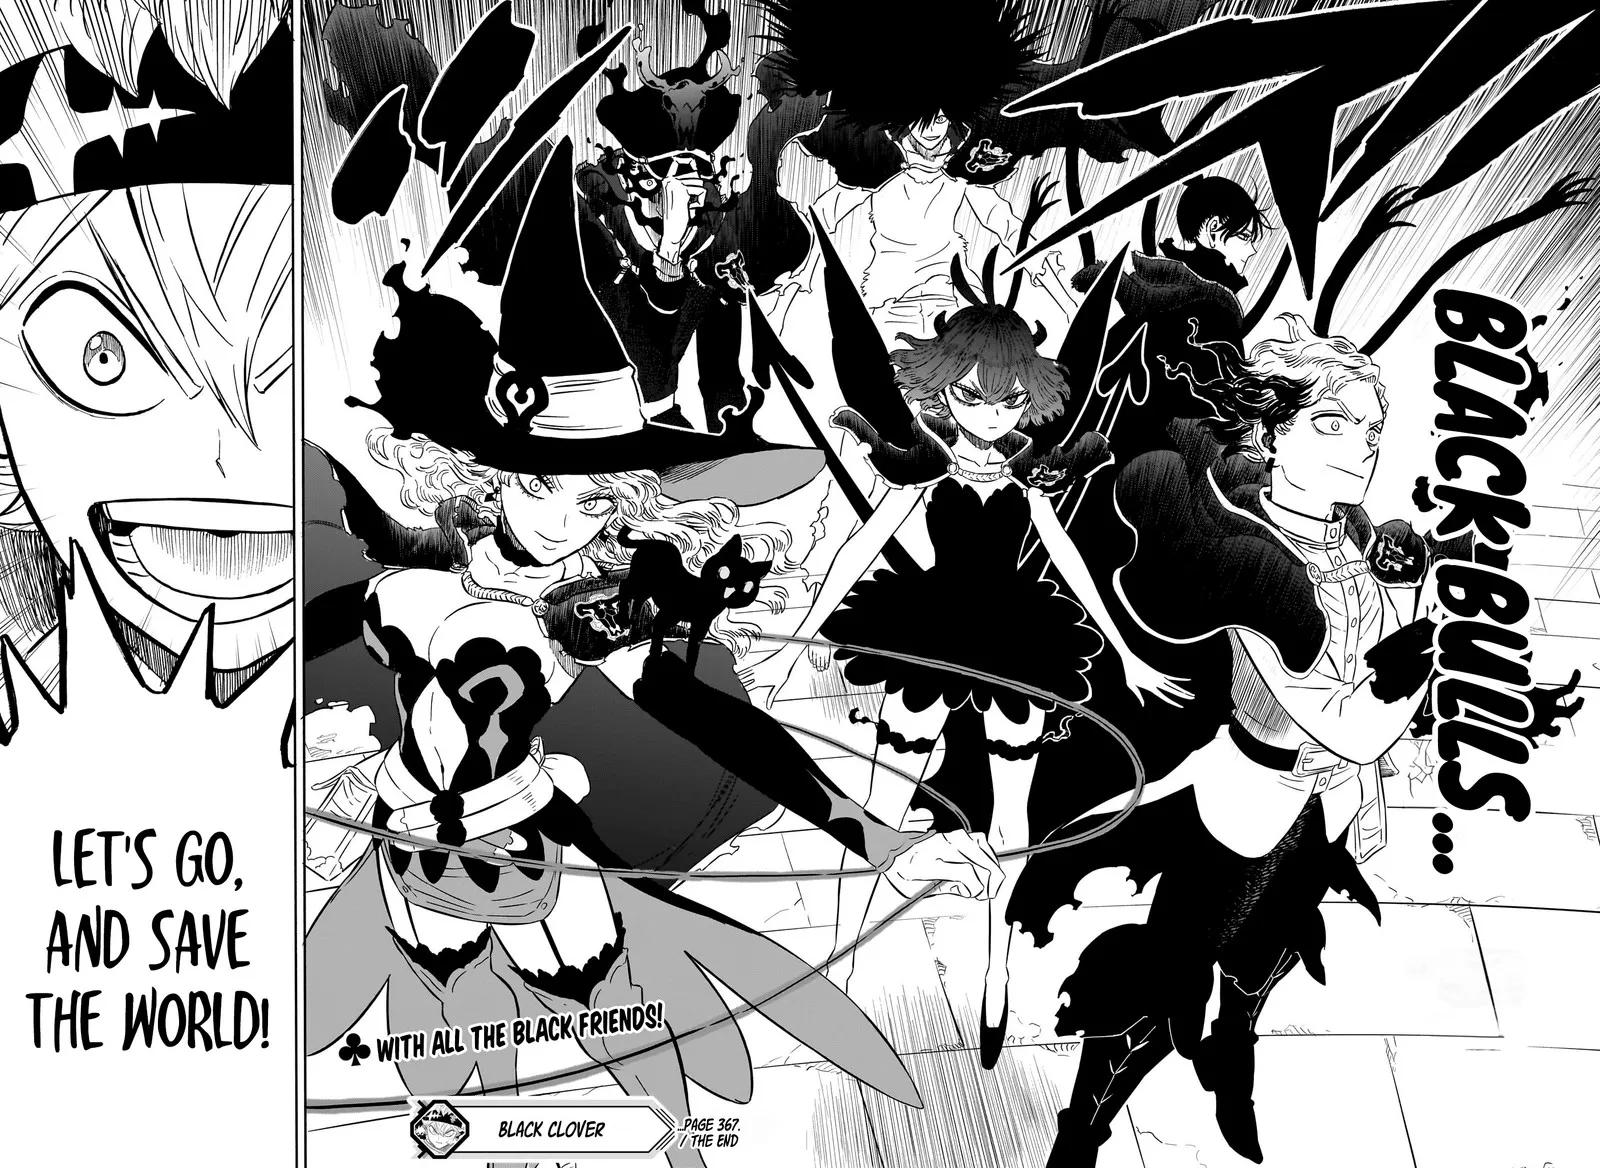 BLACK BULLS...
LET'S GO,
AND SAVE
THE WORLD!
♣ WITH ALL THE BLACK FRIENDS!
BLACK CLOVER
...PAGE 367.
/ THE END